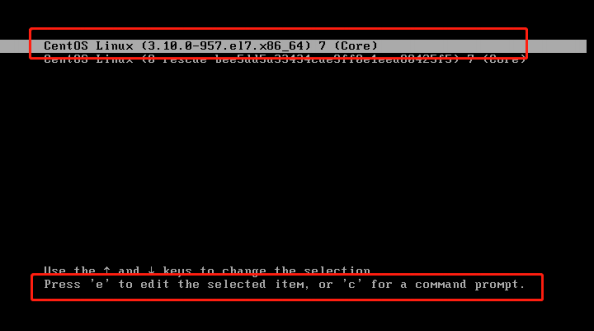 CentOS Linux (3.10.0-957.el7.x86_64) 7 (Core)
CentOS Linux (0 rescue bee5dd5a33434cae9ff0e1eea00425f5) 7 (Core)
Use the ↑ and ↓ keys to change the selection
Press 'e' to edit the selected item, or 'c' for a command prompt.